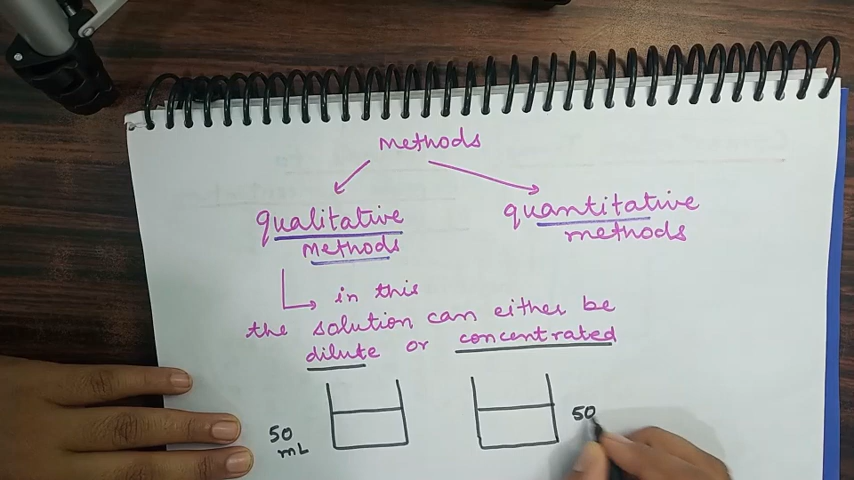 methods
qualitative
methods
quantitative
methods
in this
the solution can either be
dilute or concentrated
50
mL
50